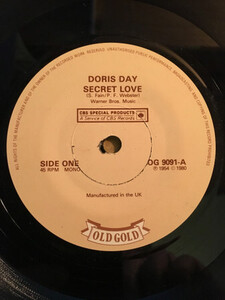 DORIS DAY
SECRET LOVE
(S. Fain/P. F. Webster)
Warner Bros. Music
CBS SPECIAL PRODUCTS
A Service of CBS Records
SIDE ONE
45 RPM MONO
OG 9091-A
℗ 1954 © 1980
Manufactured in the UK
OLD GOLD